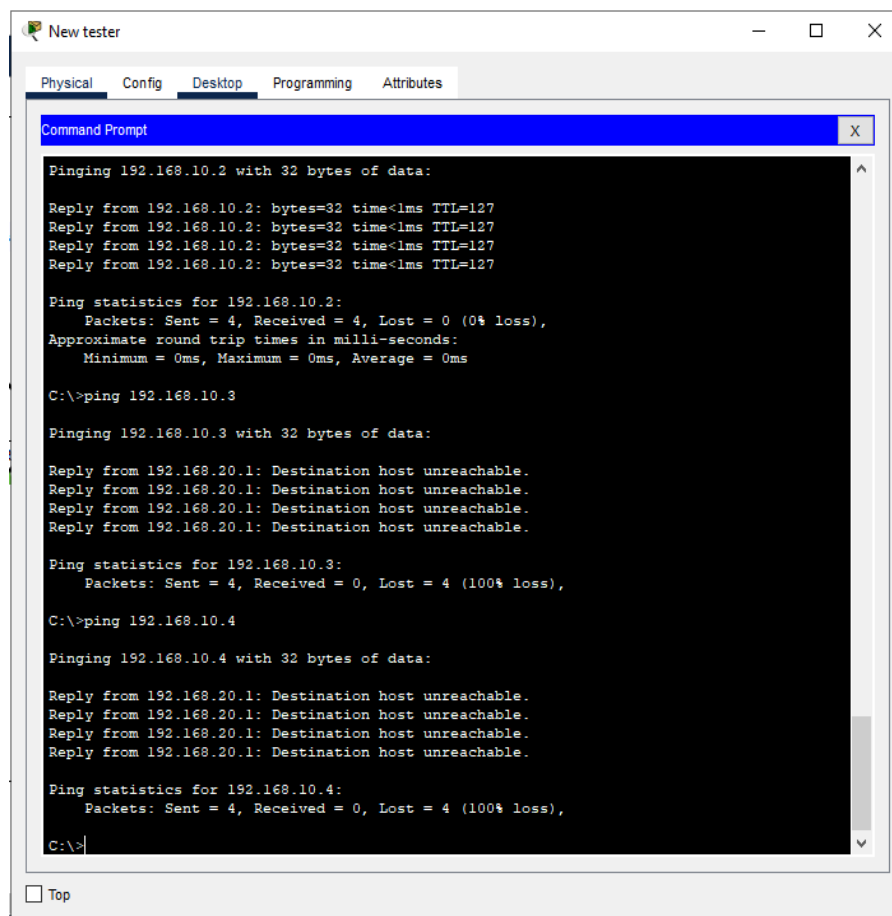 New tester
Physical Config Desktop Programming Attributes
Command Prompt
X
Pinging 192.168.10.2 with 32 bytes of data:
Reply from 192.168.10.2: bytes=32 time<1ms TTL=127
Reply from 192.168.10.2: bytes=32 time<1ms TTL=127
Reply from 192.168.10.2: bytes=32 time<1ms TTL=127
Reply from 192.168.10.2: bytes=32 time<1ms TTL=127
Ping statistics for 192.168.10.2:
Packets: Sent = 4, Received = 4, Lost = 0 (0% loss),
Approximate round trip times in milli-seconds:
Minimum = 0ms, Maximum = 0ms, Average = 0ms
C:\>ping 192.168.10.3
Pinging 192.168.10.3 with 32 bytes of data:
Reply from 192.168.20.1: Destination host unreachable.
Reply from 192.168.20.1: Destination host unreachable.
Reply from 192.168.20.1: Destination host unreachable.
Reply from 192.168.20.1: Destination host unreachable.
Ping statistics for 192.168.10.3:
Packets: Sent = 4, Received = 0, Lost = 4 (100% loss),
C:\>ping 192.168.10.4
Pinging 192.168.10.4 with 32 bytes of data:
Reply from 192.168.20.1: Destination host unreachable.
Reply from 192.168.20.1: Destination host unreachable.
Reply from 192.168.20.1: Destination host unreachable.
Reply from 192.168.20.1: Destination host unreachable.
Ping statistics for 192.168.10.4:
Packets: Sent = 4, Received = 0, Lost = 4 (100% loss),
C:\>
Top